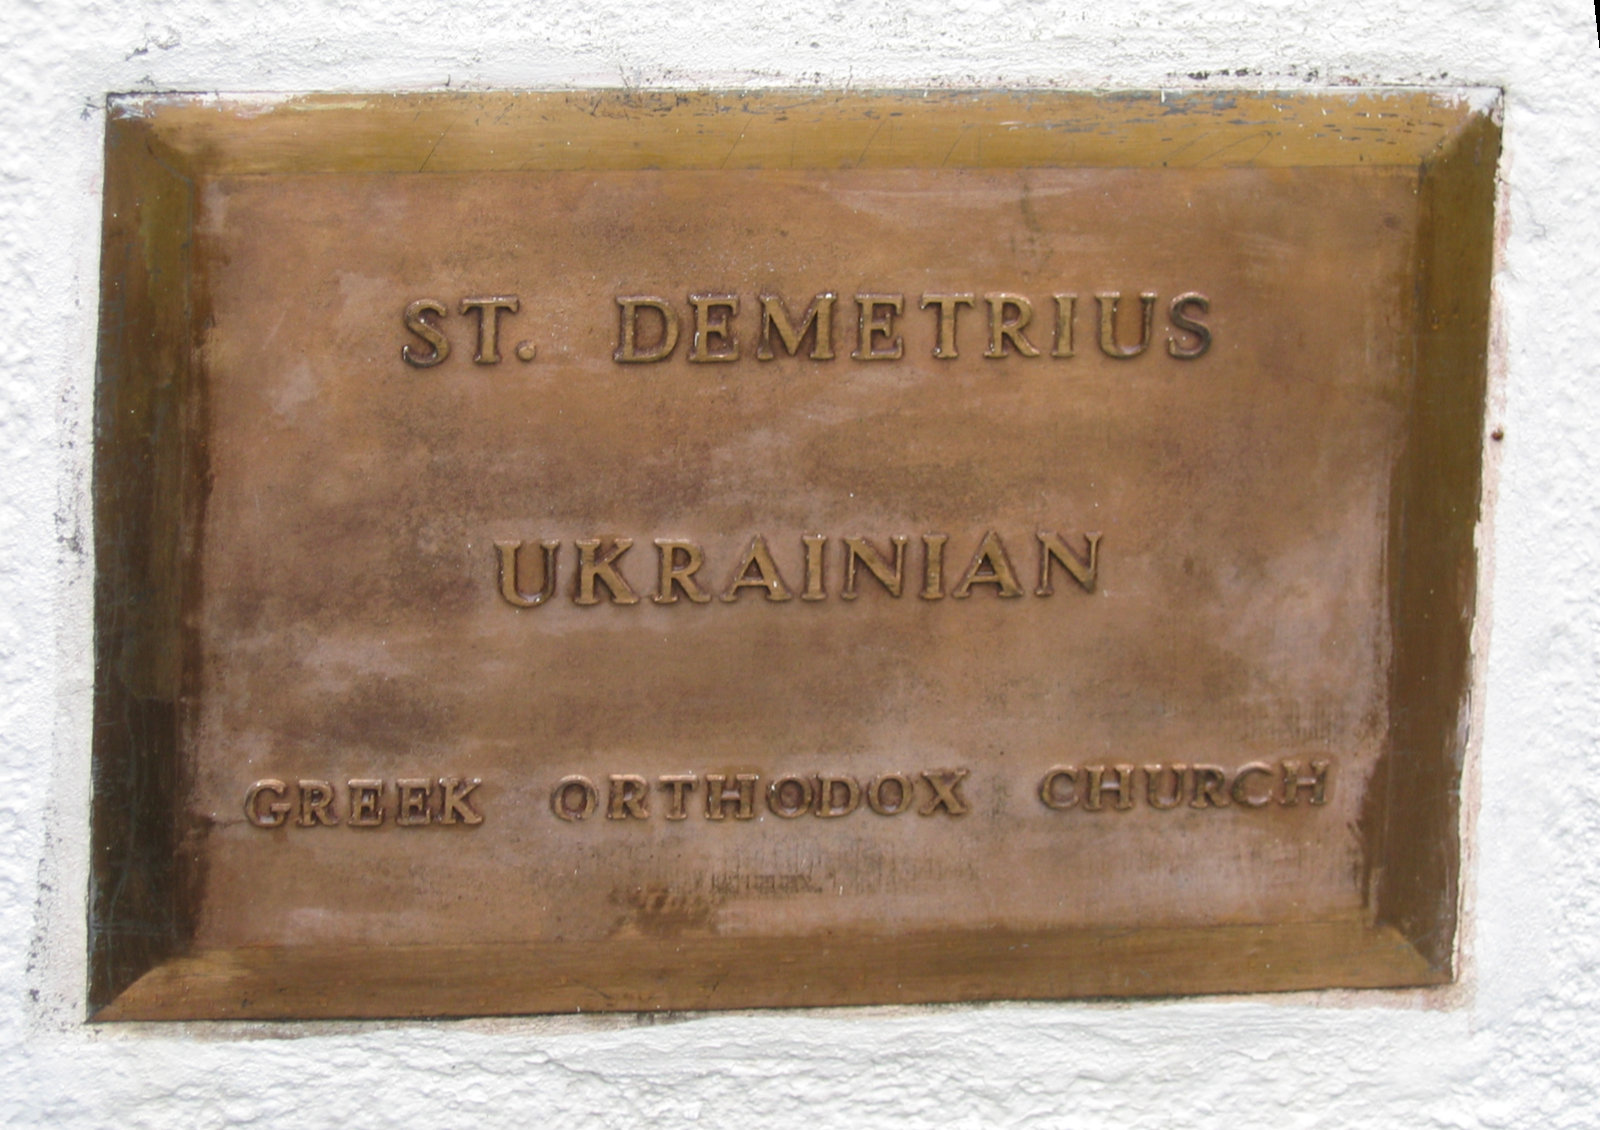 ST. DEMETRIUS
UKRAINIAN
GREEK ORTHODOX CHURCH